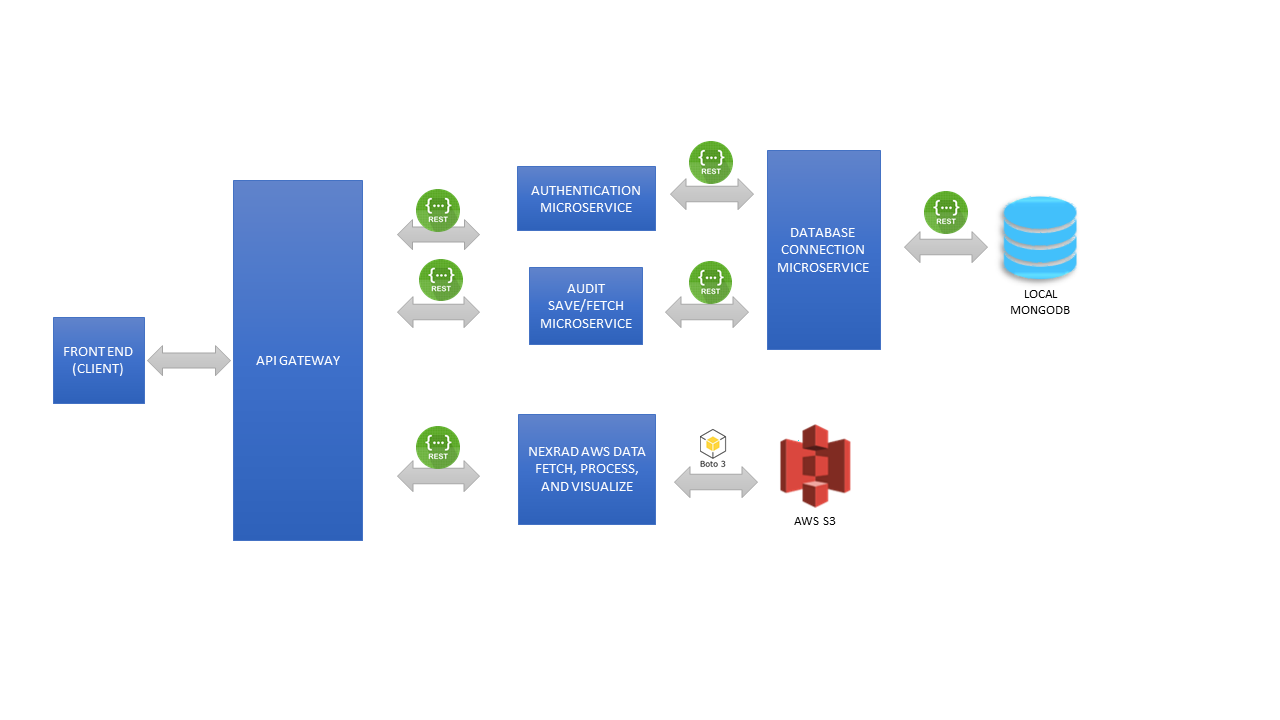 FRONT END
(CLIENT)
API GATEWAY
{...}
REST
{...}
REST
{...}
REST
AUTHENTICATION
MICROSERVICE
AUDIT
SAVE/FETCH
MICROSERVICE
NEXRAD AWS DATA
FETCH, PROCESS,
AND VISUALIZE
{...}
REST
{...}
REST
Boto 3
DATABASE
CONNECTION
MICROSERVICE
AWS S3
{...}
REST
LOCAL
MONGODB